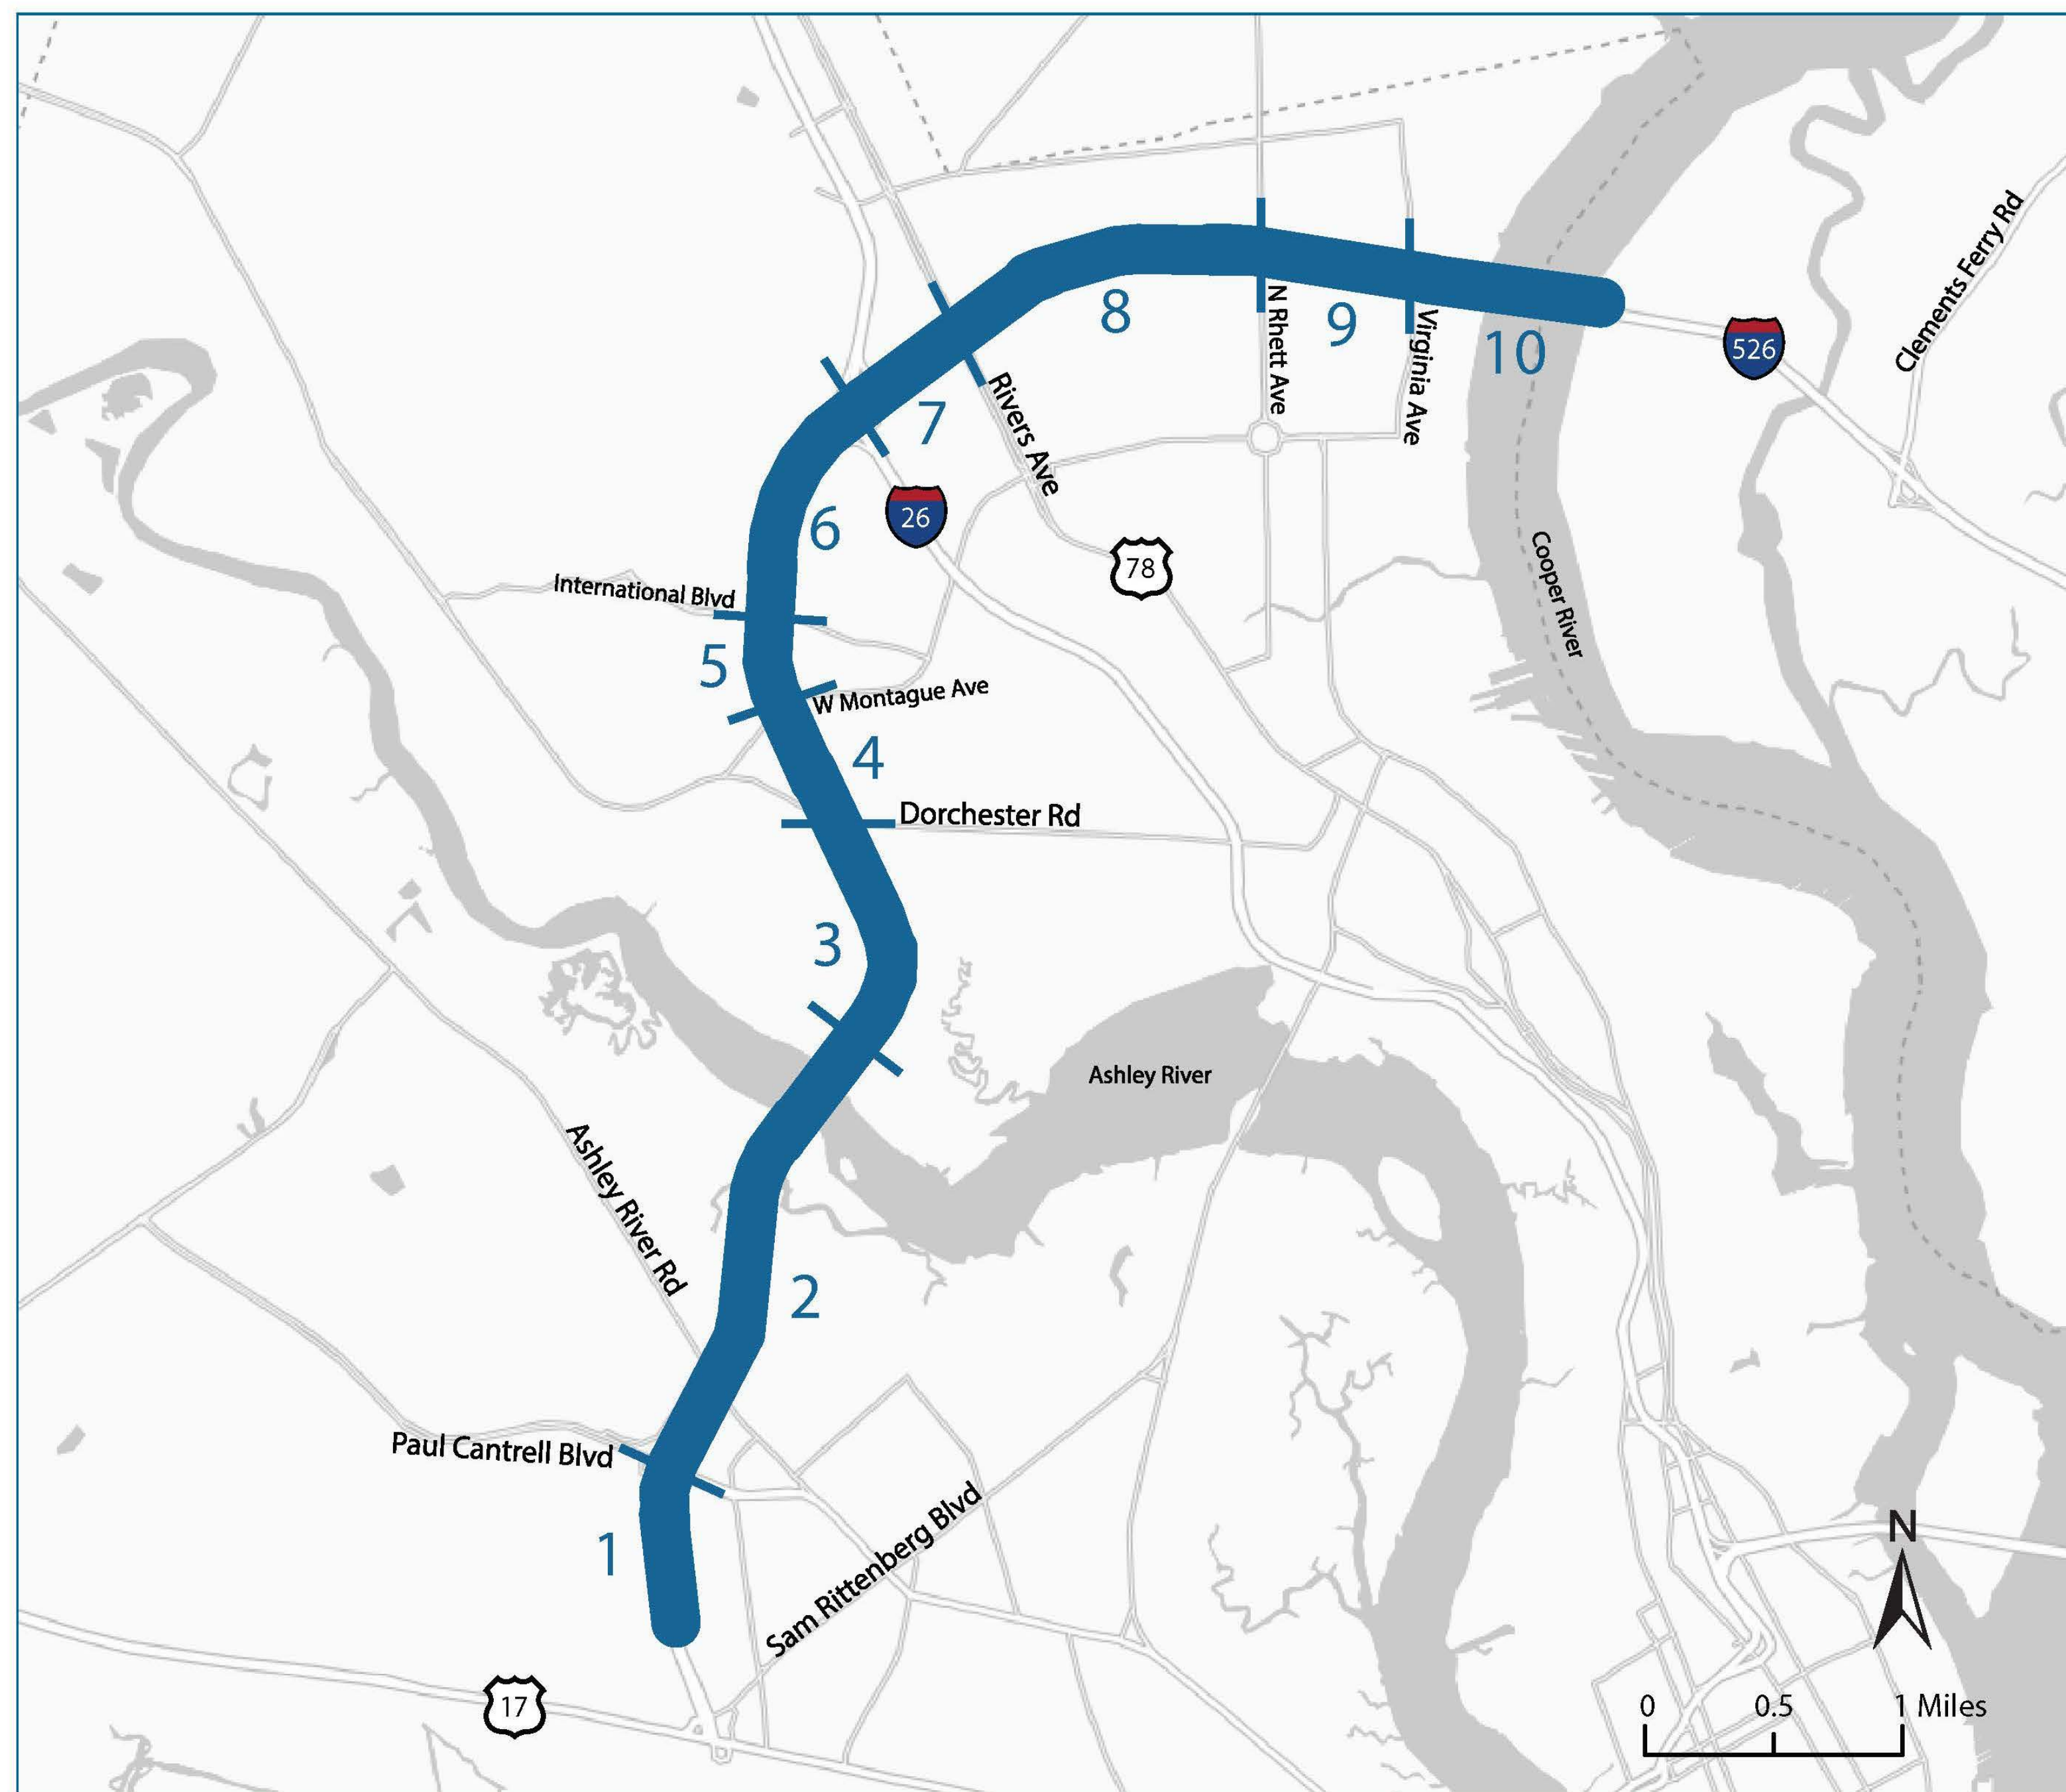 Clements Ferry Rd
N Rhett Ave
8
9
Virginia Ave
10
526
Rivers Ave
7
26
6
78
Cooper River
International Blvd
5
W Montague Ave
4
Dorchester Rd
3
Ashley River
Ashley River Rd
2
Paul Cantrell Blvd
1
Sam Rittenberg Blvd
N
17
0 0.5 1 Miles